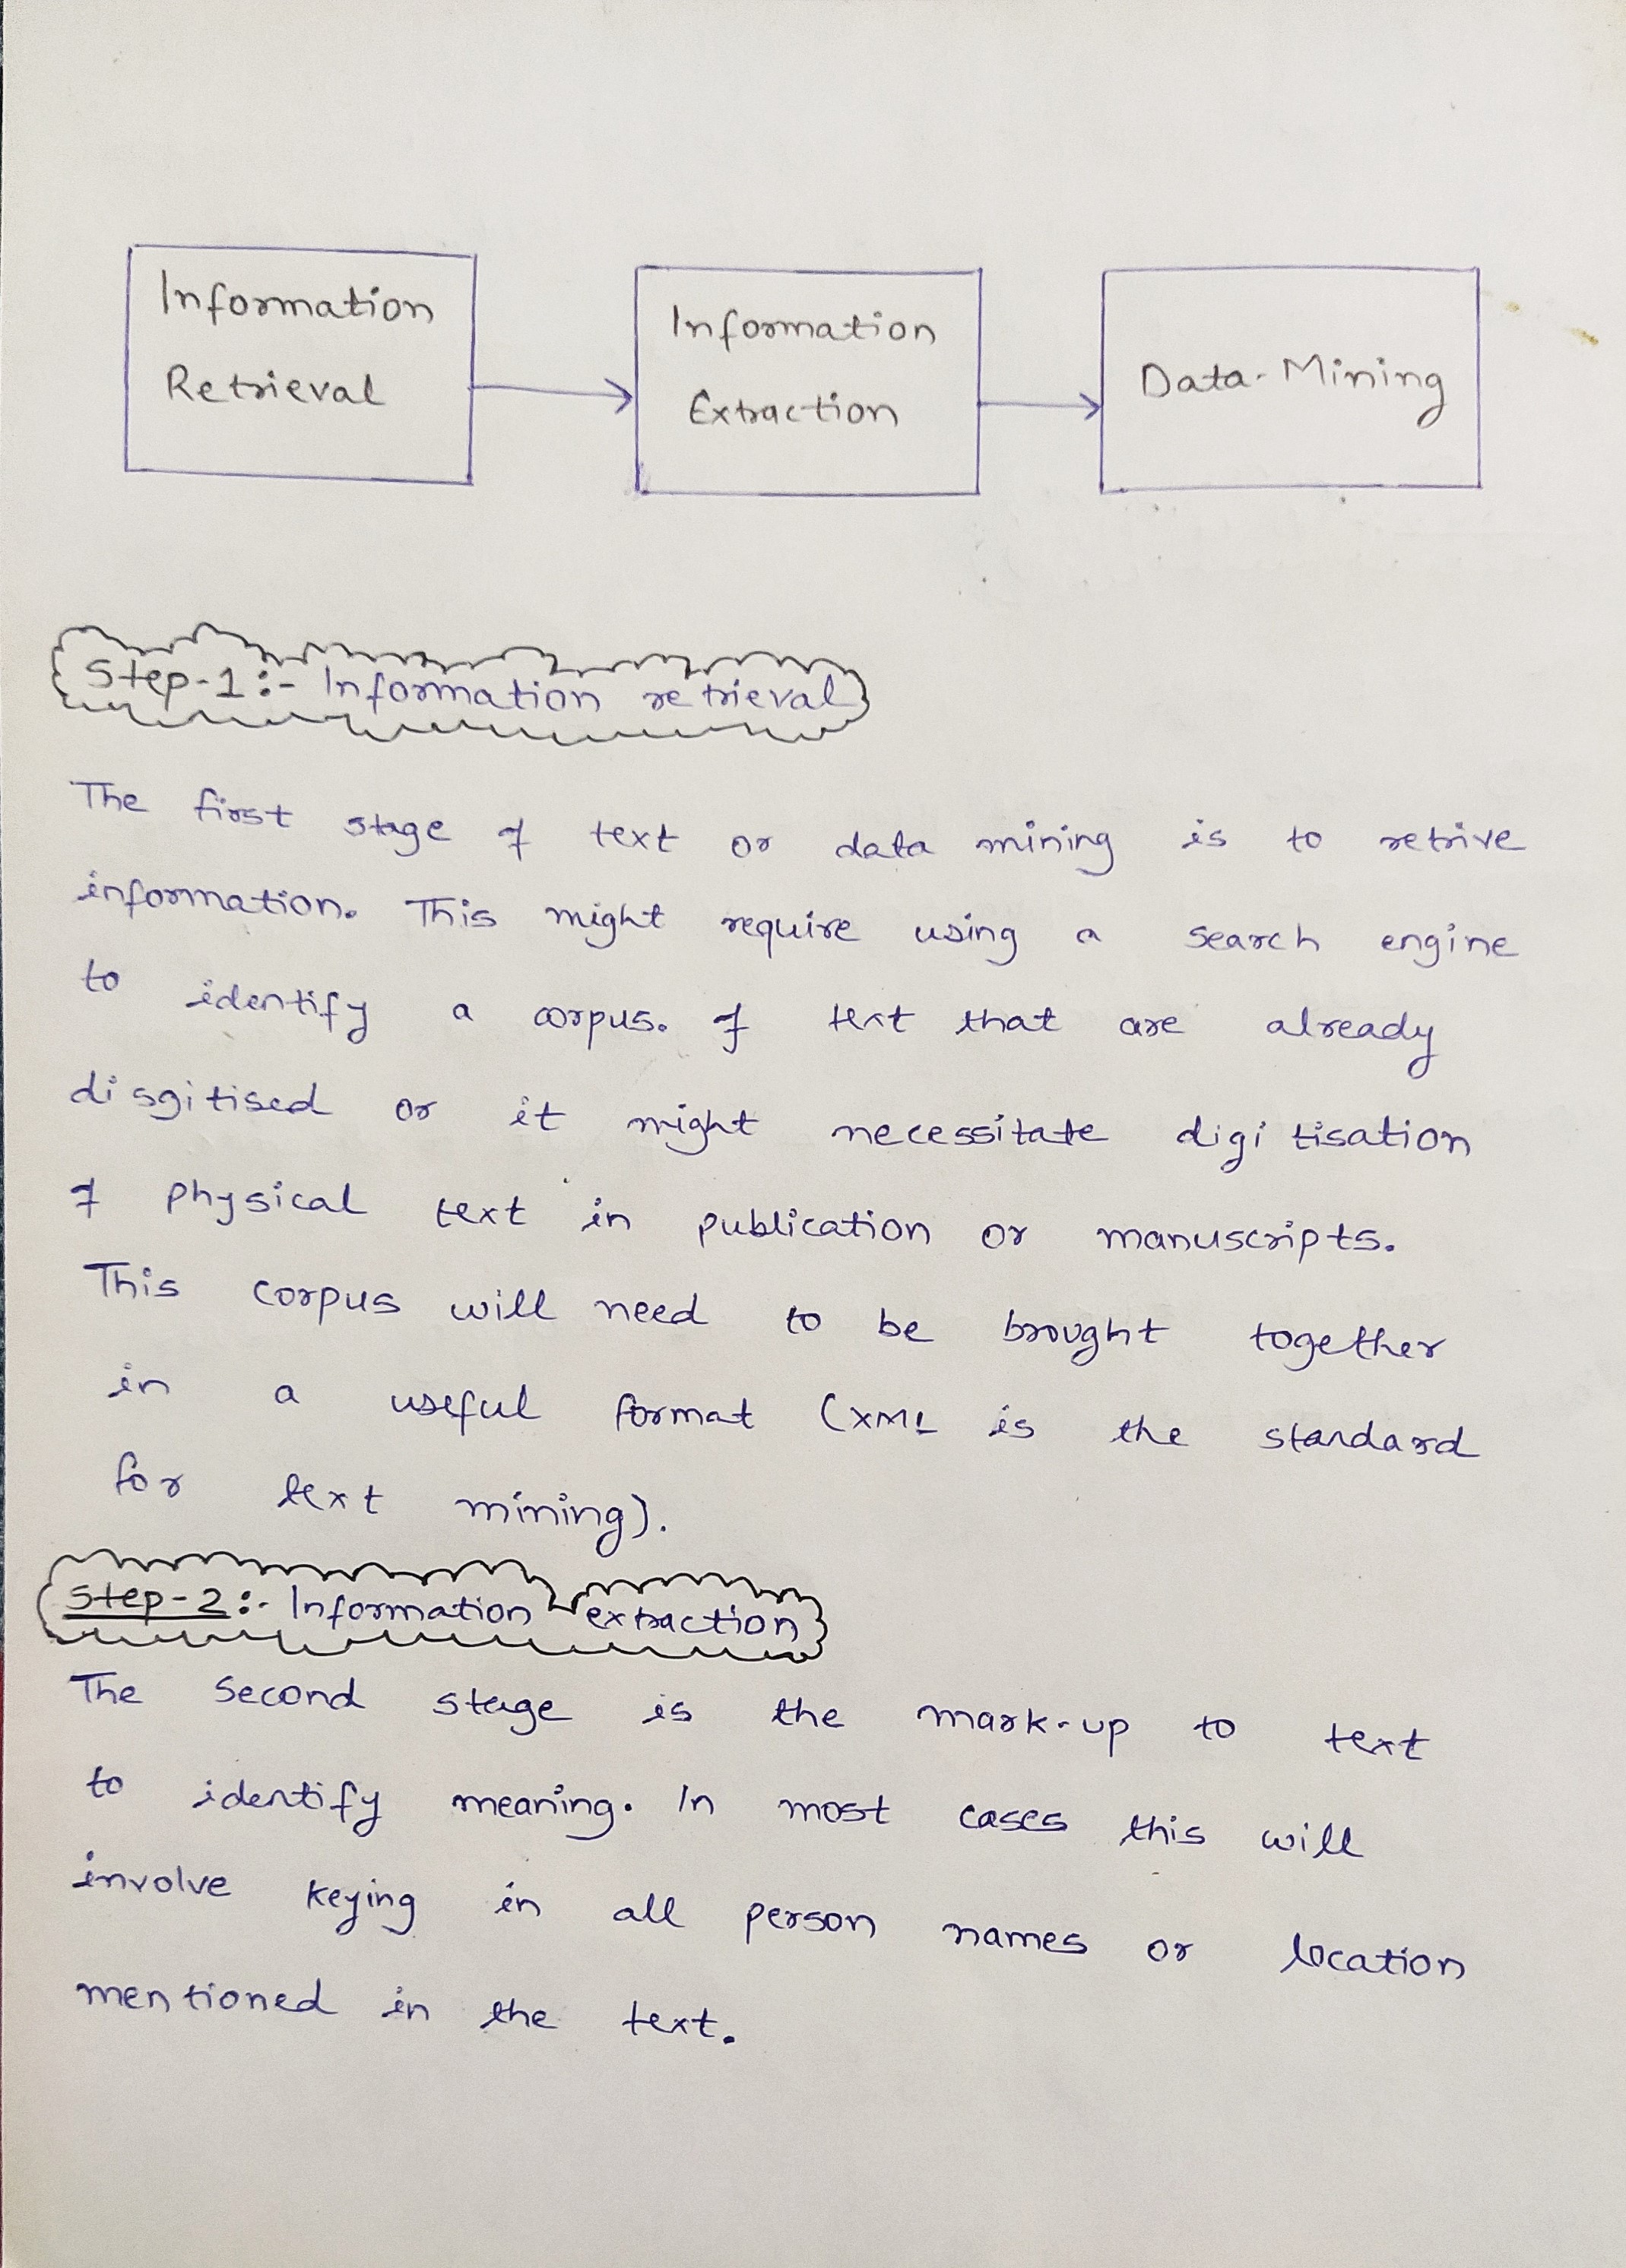 Information
Retrieval
Information
Extraction
Data-Mining
Step-1:- Information retrieval
The first stage of text or data mining is to retrive
information. This might require using a search engine
to identify a corpus. of text that are already
disgitised or it might necessitate digitisation
of physical text in publication or manuscripts.
This corpus will need to be brought together
in a useful format (XML is the standard
for text mining).
Step-2:- Information extraction
The second stage is the mark-up to text
to identify meaning. In most cases this will
involve keying in all person names or location
mentioned in the text.